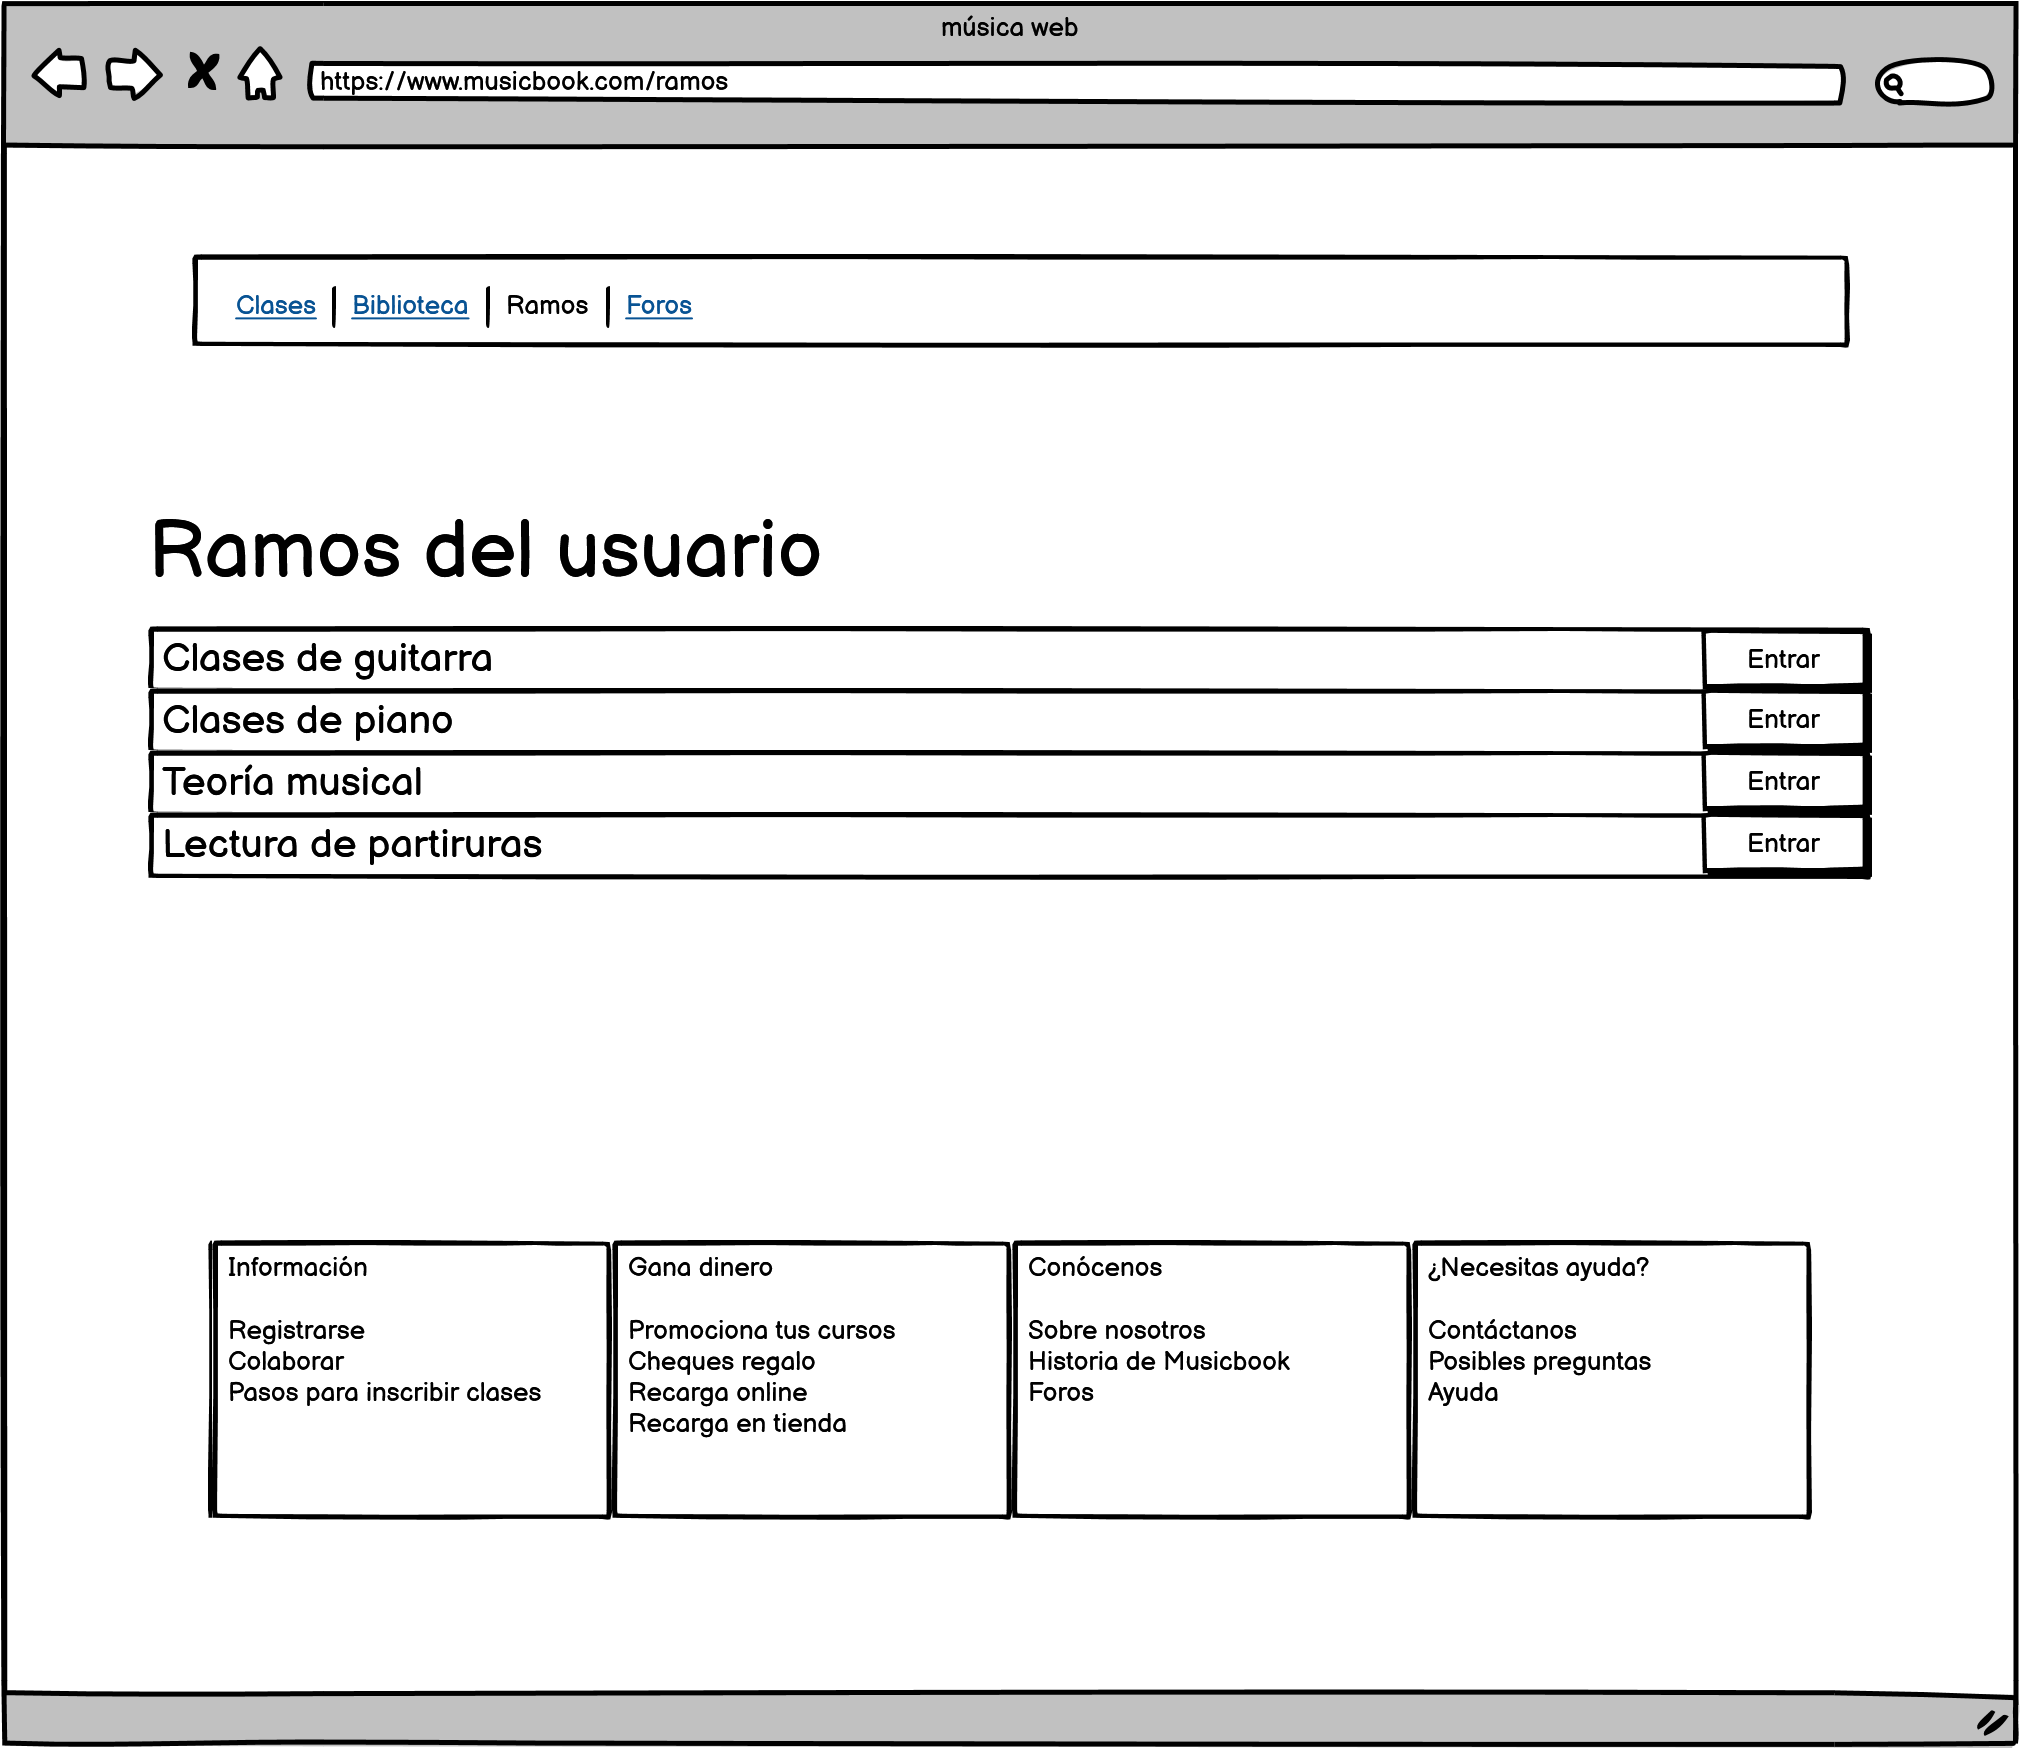 música web
https://www.musicbook.com/ramos
Clases Biblioteca Ramos Foros
Ramos del usuario
Clases de guitarra Entrar
Clases de piano Entrar
Teoría musical Entrar
Lectura de partiruras Entrar
Información
Registrarse
Colaborar
Pasos para inscribir clases
Gana dinero
Promociona tus cursos
Cheques regalo
Recarga online
Recarga en tienda
Conócenos
Sobre nosotros
Historia de Musicbook
Foros
¿Necesitas ayuda?
Contáctanos
Posibles preguntas
Ayuda